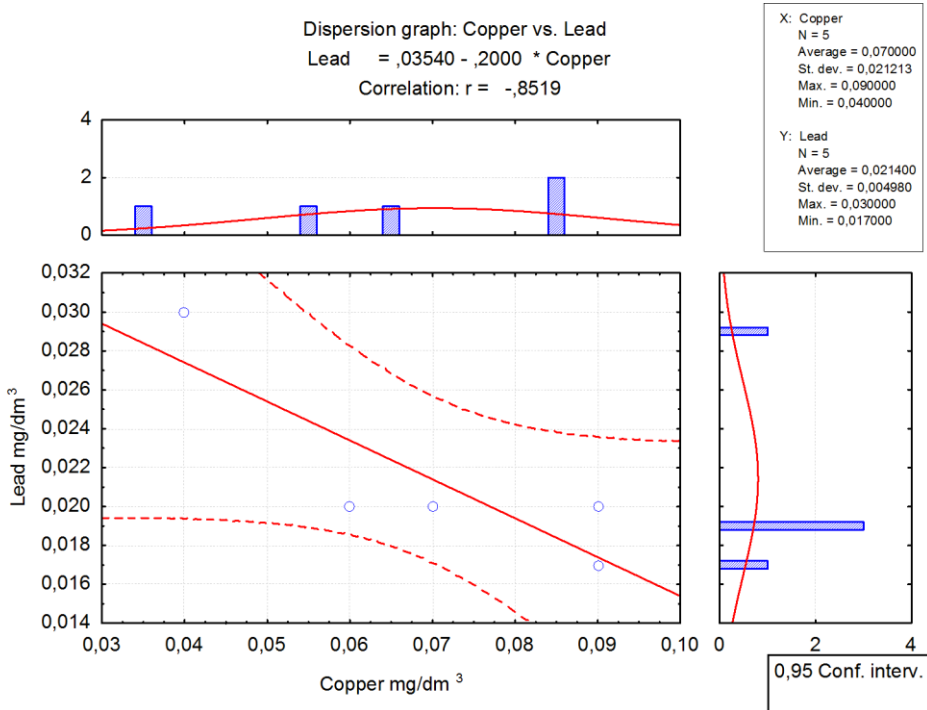 Dispersion graph: Copper vs. Lead
Lead = ,03540 - ,2000 * Copper
Correlation: r = -,8519
X: Copper
N = 5
Average = 0,070000
St. dev. = 0,021213
Max. = 0,090000
Min. = 0,040000
Y: Lead
N = 5
Average = 0,021400
St. dev. = 0,004980
Max. = 0,030000
Min. = 0,017000
4
2
0
0,032
0,030
0,028
0,026
0,024
0,022
0,020
0,018
0,016
0,014
Lead mg/dm³
0,03 0,04 0,05 0,06 0,07 0,08 0,09 0,10
Copper mg/dm ³
0 2 4
0,95 Conf. interv.